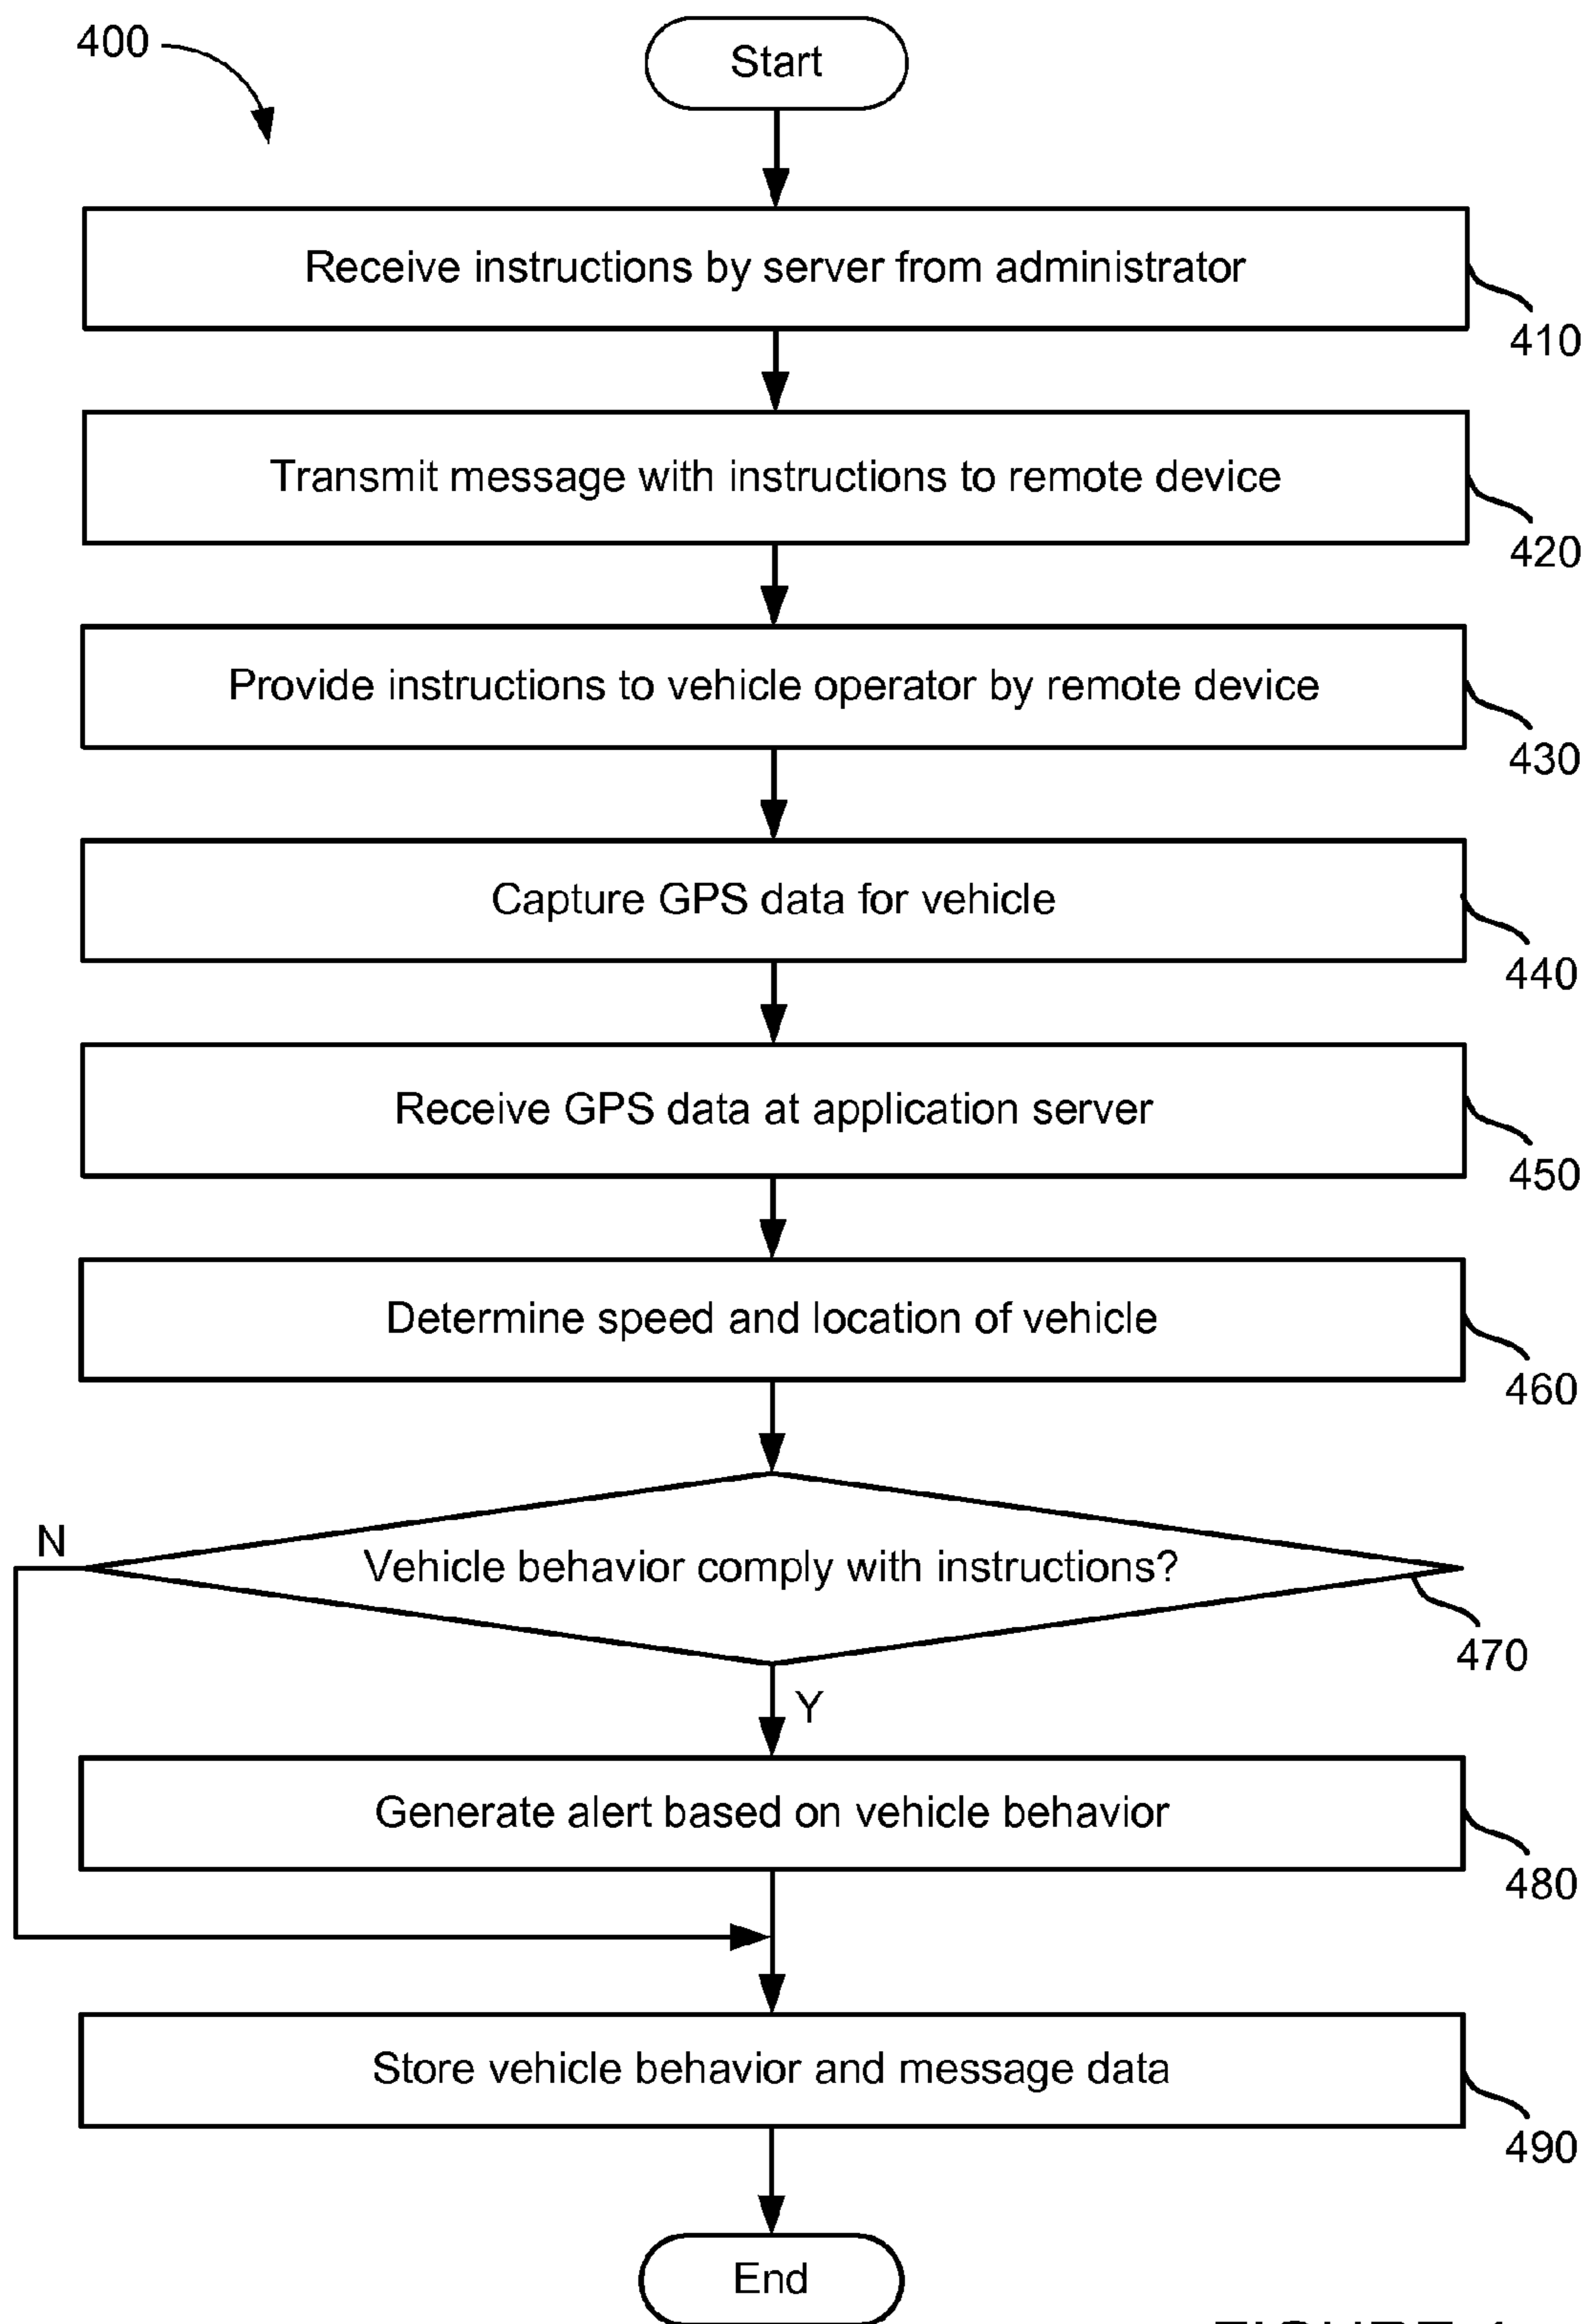 400
Start
Receive instructions by server from administrator
410
Transmit message with instructions to remote device
420
Provide instructions to vehicle operator by remote device
430
Capture GPS data for vehicle
440
Receive GPS data at application server
450
Determine speed and location of vehicle
460
N
Vehicle behavior comply with instructions?
470
Y
Generate alert based on vehicle behavior
480
Store vehicle behavior and message data
490
End